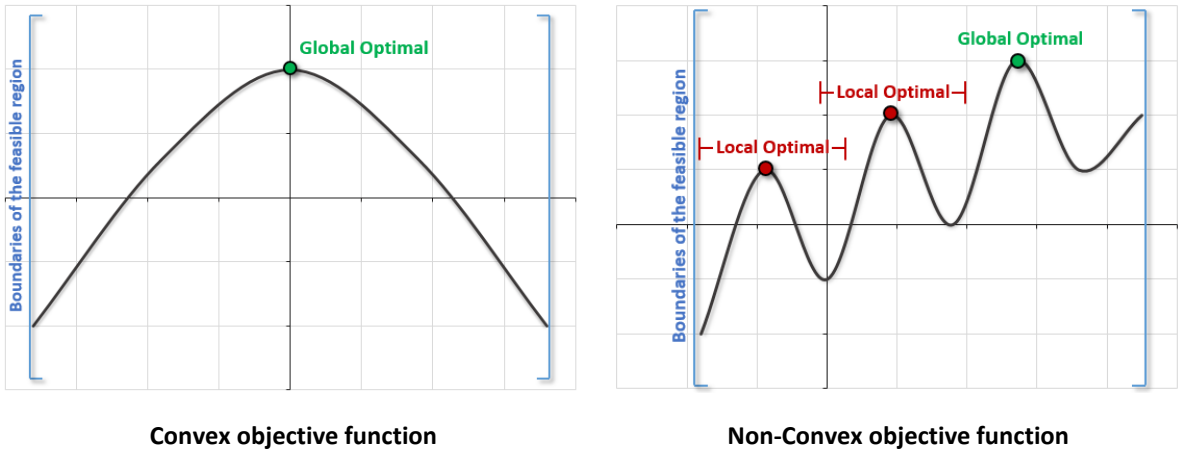 Boundaries of the feasible region
Global Optimal
Convex objective function
Boundaries of the feasible region
Local Optimal
Local Optimal
Global Optimal
Non-Convex objective function